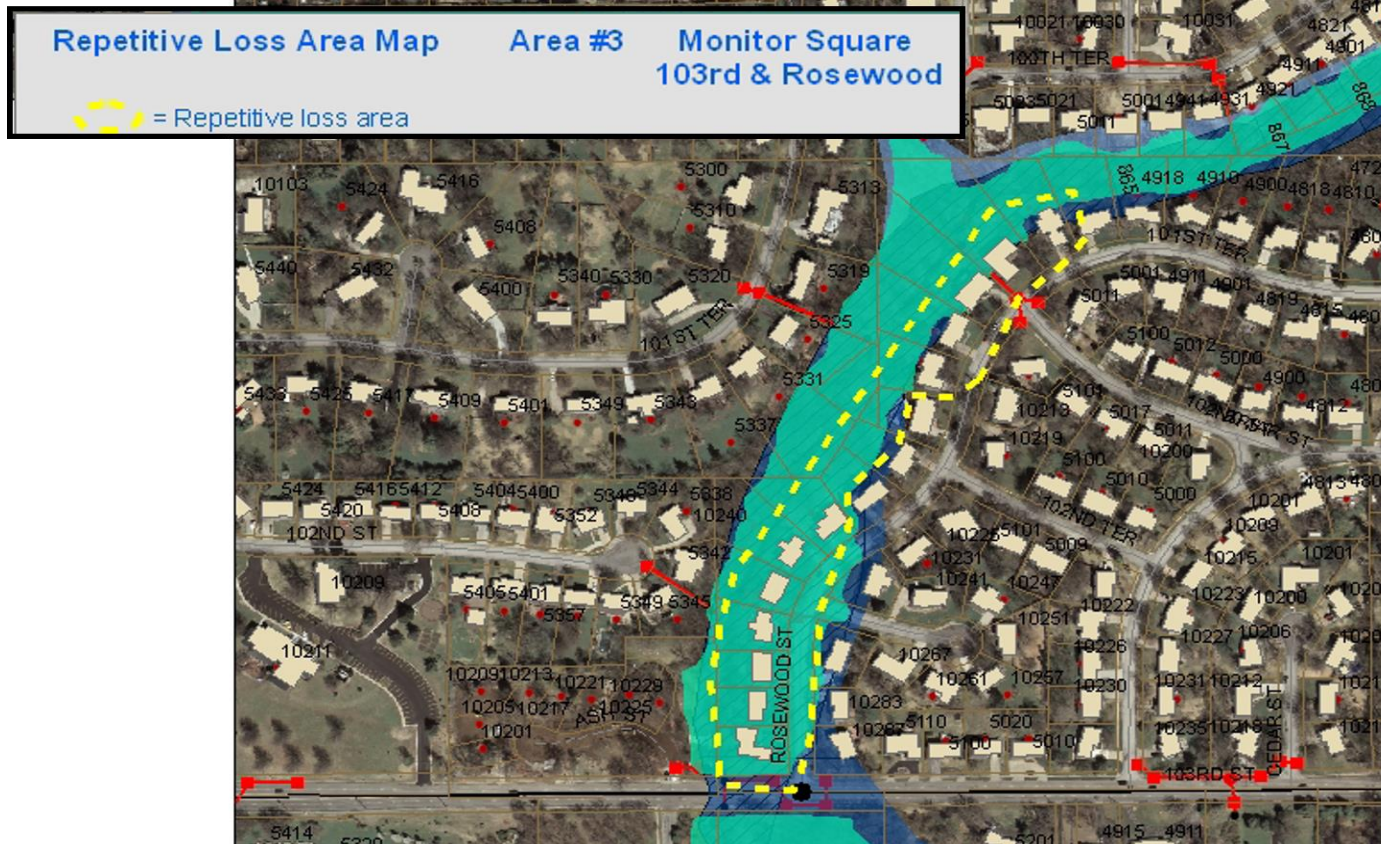 Repetitive Loss Area Map Area #3 Monitor Square
103rd & Rosewood
= Repetitive loss area
10021 10030 10031 4821
4901
100TH TER 4911
4921
5021 5001 4941 4931
5011
868
867
865
4918 4910 4900 4818 4810
10103 5424 5416 5300 5313
5310
5408
5440 5432 5340 5330 5320 5319
5400
101ST TER 5325
101ST TER
5001 4911 4901
5011 4819 4815
5100 5012 5000 4900
4812
5331
5433 5425 5417 5409 5401 5349 5343
5337
5101
10213 5017 5011
10219 10200
5100 5010 5000
102ND TER
5424 5416 5412 5404 5400 5344 5338
5420 5408 5352 10240
102ND ST
5342
10209
5405 5401 5357 5349 5345
10211
10225 5101 5009
10231
10241 10247
10251
10222
10226
10230
10201 4813
10209
10215 10201
10223 10200
10227 10206
10231 10212
10235 10218
10209 10213 10221 10229
10205 10217 10225
10201
ASH ST
ROSEWOOD ST
10267
10261 10257
10283
10287 5110 5020
5100 5010
CEDAR ST
103RD ST
5414
5201 4915 4911